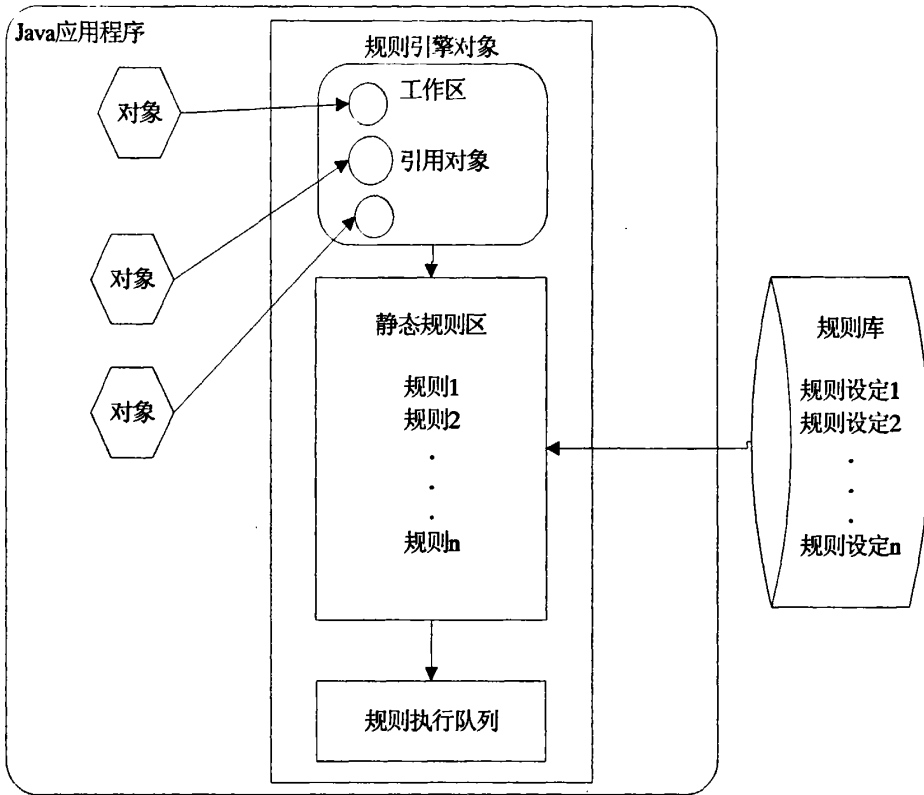 Java应用程序
规则引擎对象
工作区
引用对象
对象
对象
对象
静态规则区
规则1
规则2
.
.
.
规则n
规则执行队列
规则库
规则设定1
规则设定2
.
.
.
规则设定n